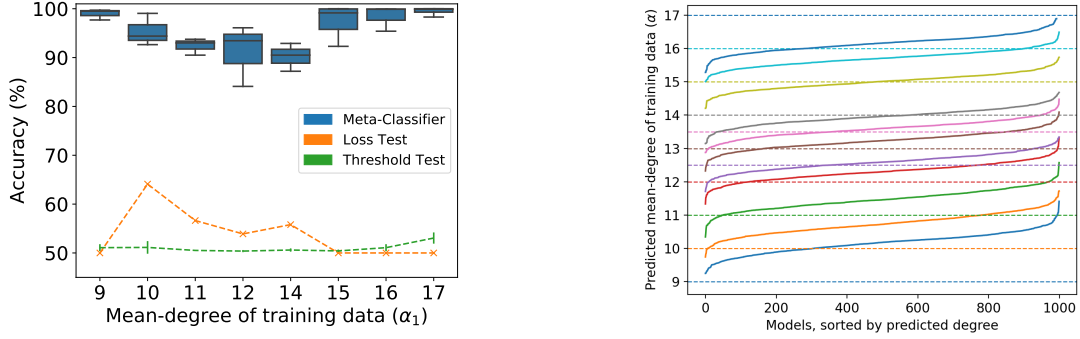 100
90
80
70
60
50
Accuracy (%)
Meta-Classifier
Loss Test
Threshold Test
9 10 11 12 14 15 16 17
Mean-degree of training data (α₁)
17
16
15
14
13
12
11
10
9
Predicted mean-degree of training data (α)
0 200 400 600 800 1000
Models, sorted by predicted degree